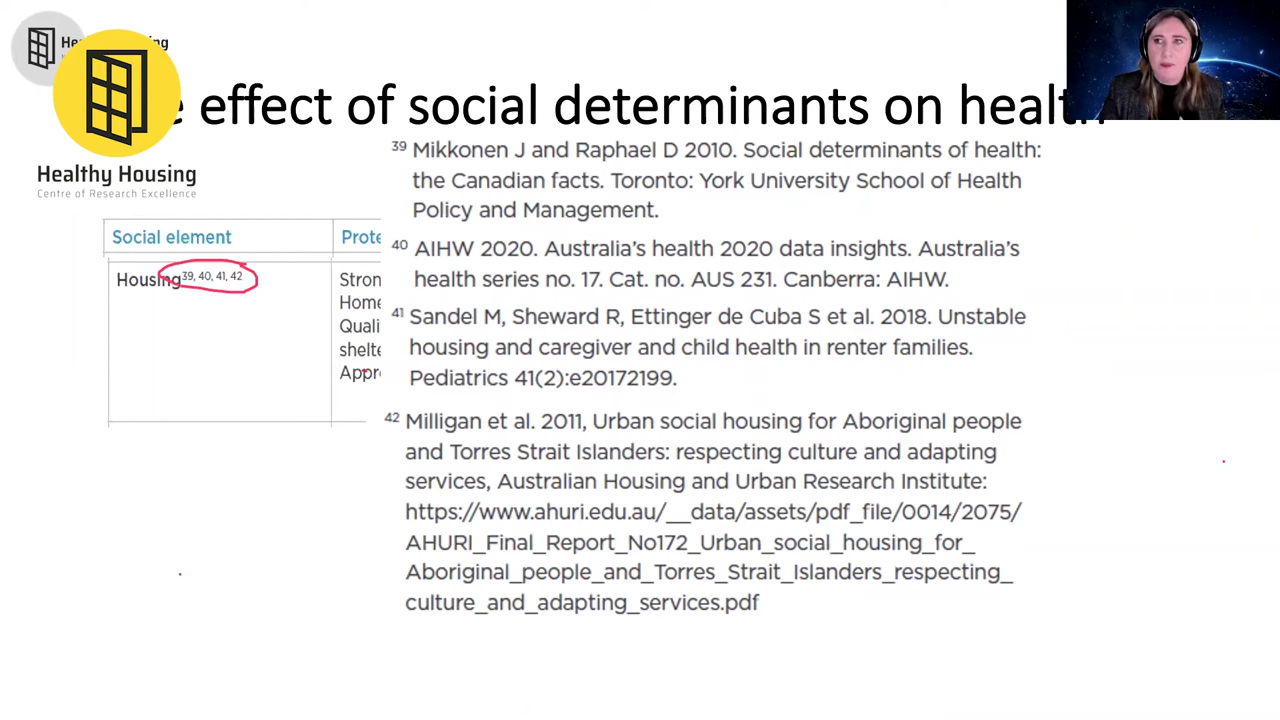 e effect of social determinants on health
Healthy Housing
Centre of Research Excellence
39 Mikkonen J and Raphael D 2010. Social determinants of health:
the Canadian facts. Toronto: York University School of Health
Policy and Management.
40 AIHW 2020. Australia’s health 2020 data insights. Australia’s
health series no. 17. Cat. no. AUS 231. Canberra: AIHW.
41 Sandel M, Sheward R, Ettinger de Cuba S et al. 2018. Unstable
housing and caregiver and child health in renter families.
Pediatrics 41(2):e20172199.
42 Milligan et al. 2011, Urban social housing for Aboriginal people
and Torres Strait Islanders: respecting culture and adapting
services, Australian Housing and Urban Research Institute:
https://www.ahuri.edu.au/__data/assets/pdf_file/0014/2075/
AHURI_Final_Report_No172_Urban_social_housing_for_
Aboriginal_people_and_Torres_Strait_Islanders_respecting_
culture_and_adapting_services.pdf
Social element
Prote
Housing39, 40, 41, 42
Stron
Home
Quali
shelte
Appro